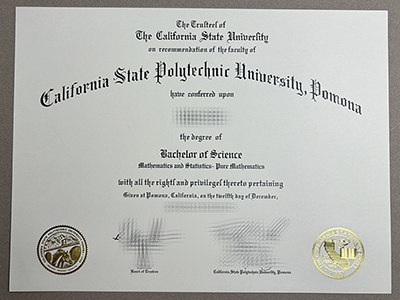 The Trustees of
The California State University
on recommendation of the faculty of
California State Polytechnic University, Pomona
have conferred upon
the degree of
Bachelor of Science
Mathematics and Statistics- Pure Mathematics
with all the rights and privileges thereto pertaining
Given at Pomona, California, on the twelfth day of December,
Board of Trustees
California State Polytechnic University, Pomona